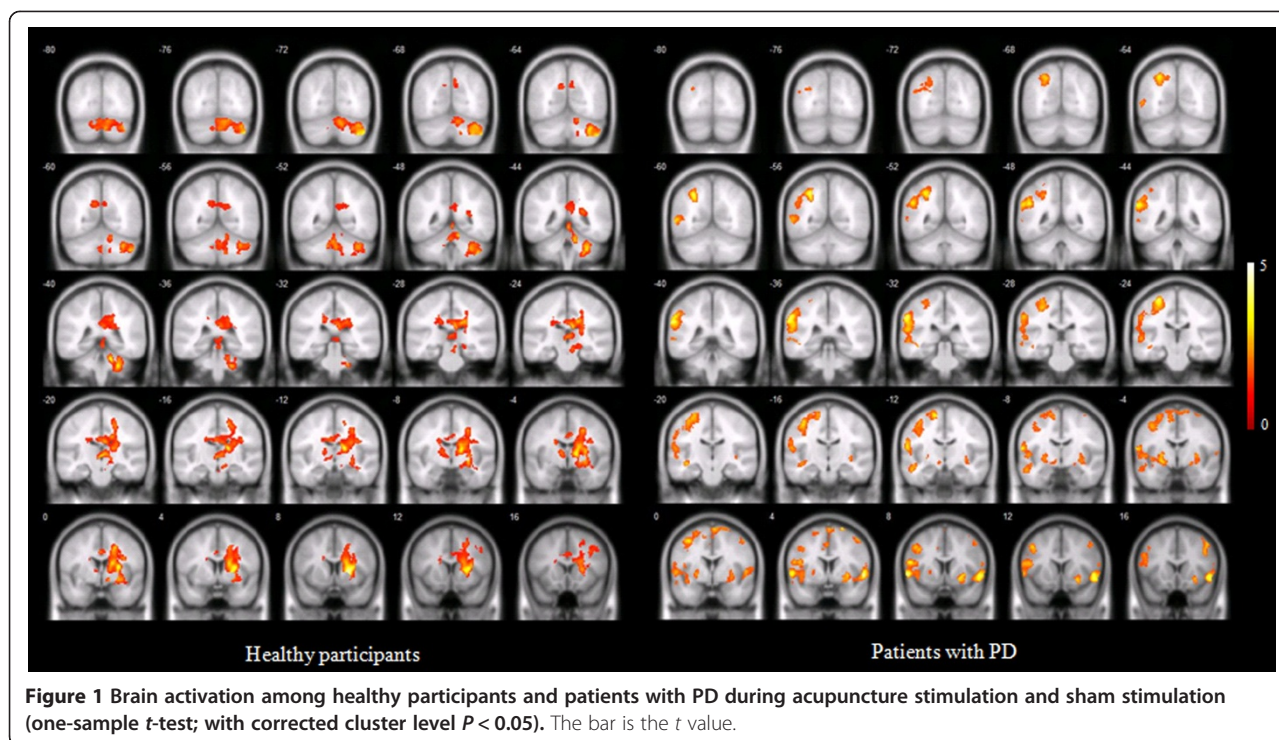 -80 -76 -72 -68 -64
-60 -56 -52 -48 -44
-40 -36 -32 -28 -24
-20 -16 -12 -8 -4
0 4 8 12 16
Healthy participants
-80 -76 -72 -68 -64
-60 -56 -52 -48 -44
-40 -36 -32 -28 -24
-20 -16 -12 -8 -4
0 4 8 12 16
Patients with PD
5
0
Figure 1 Brain activation among healthy participants and patients with PD during acupuncture stimulation and sham stimulation
(one-sample t-test; with corrected cluster level P < 0.05). The bar is the t value.